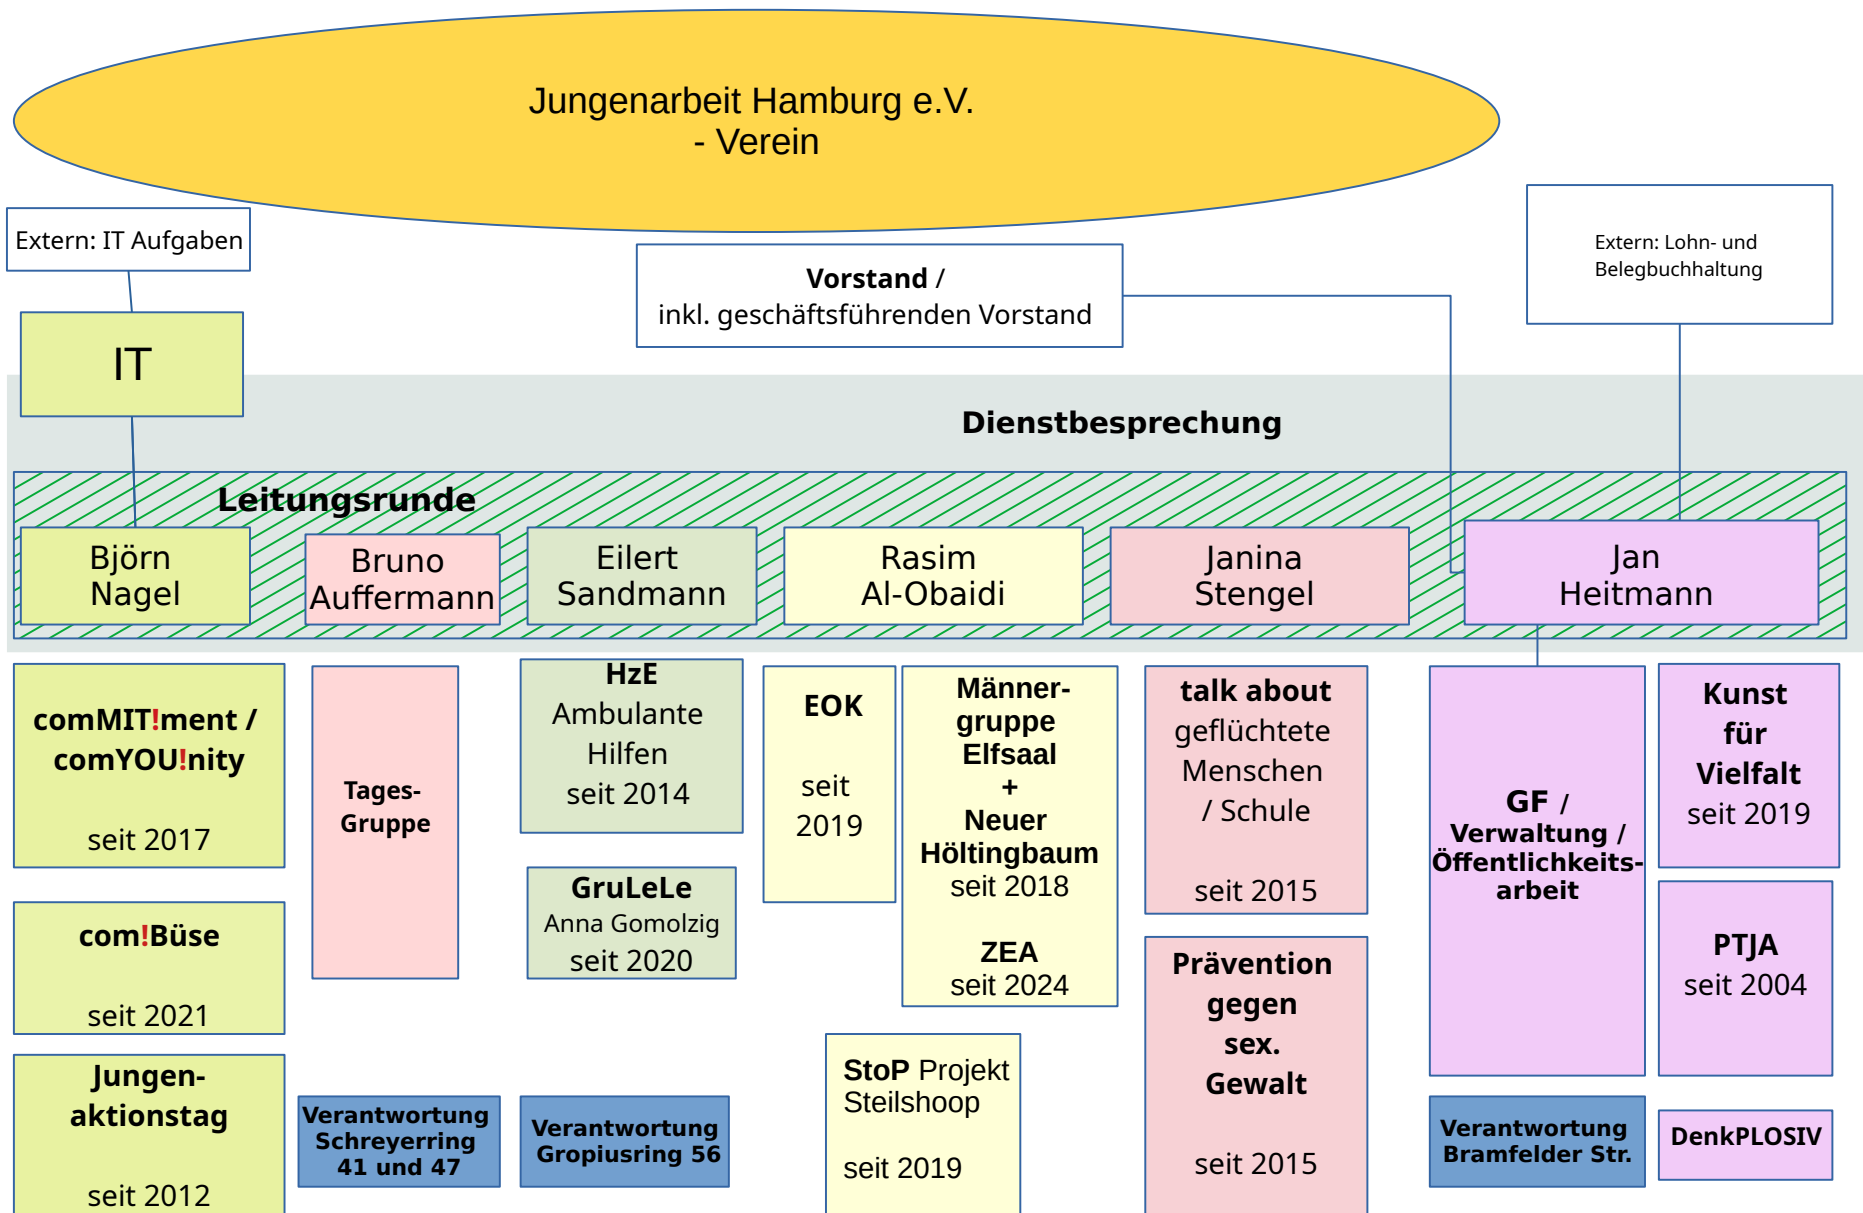 Jungenarbeit Hamburg e.V.
- Verein
Extern: IT Aufgaben
Vorstand /
inkl. geschäftsführenden Vorstand
Extern: Lohn- und
Belegbuchhaltung
IT
Dienstbesprechung
Leitungsrunde
Björn
Nagel
Bruno
Auffermann
Eilert
Sandmann
Rasim
Al-Obaidi
Janina
Stengel
Jan
Heitmann
comMIT!ment /
comYOU!nity
seit 2017
com!Büse
seit 2021
Jungen-
aktionstag
seit 2012
Tages-
Gruppe
Verantwortung
Schreyerring
41 und 47
HzE
Ambulante
Hilfen
seit 2014
GruLeLe
Anna Gomolzig
seit 2020
Verantwortung
Gropiusring 56
EOK
seit
2019
Männer-
gruppe
Elfsaal
+
Neuer
Höltingbaum
seit 2018
ZEA
seit 2024
StoP Projekt
Steilshoop
seit 2019
talk about
geflüchtete
Menschen
/ Schule
seit 2015
Prävention
gegen
sex.
Gewalt
seit 2015
GF /
Verwaltung /
Öffentlichkeits-
arbeit
Verantwortung
Bramfelder Str.
Kunst
für
Vielfalt
seit 2019
PTJA
seit 2004
DenkPLOSIV